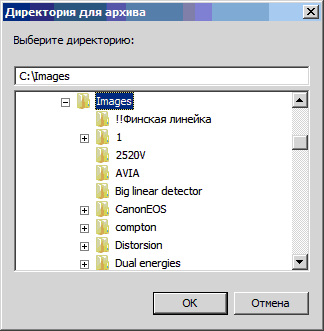 Директория для архива
Выберите директорию:
C:\Images
Images
!!Финская линейка
1
2520V
AVIA
Big linear detector
CanonEOS
compton
Distorsion
Dual energies
OK
Отмена